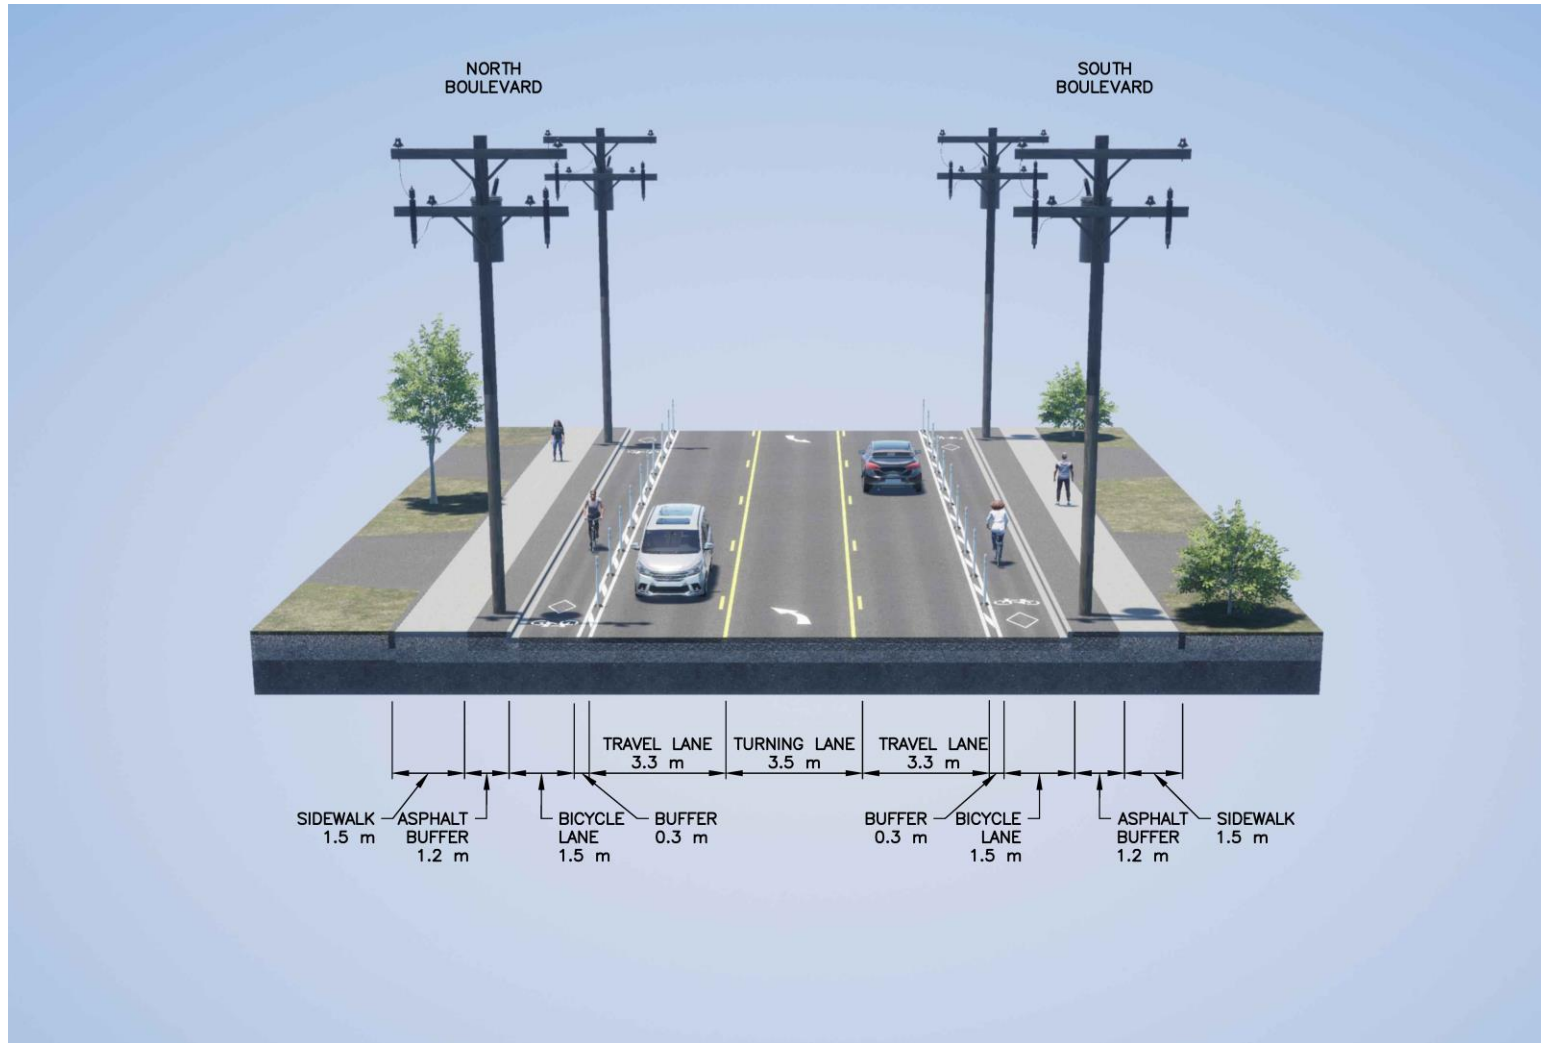 NORTH
BOULEVARD
SOUTH
BOULEVARD
TRAVEL LANE
3.3 m
TURNING LANE
3.5 m
TRAVEL LANE
3.3 m
SIDEWALK
1.5 m
ASPHALT
BUFFER
1.2 m
BICYCLE
LANE
1.5 m
BUFFER
0.3 m
BUFFER
0.3 m
BICYCLE
LANE
1.5 m
ASPHALT
BUFFER
1.2 m
SIDEWALK
1.5 m